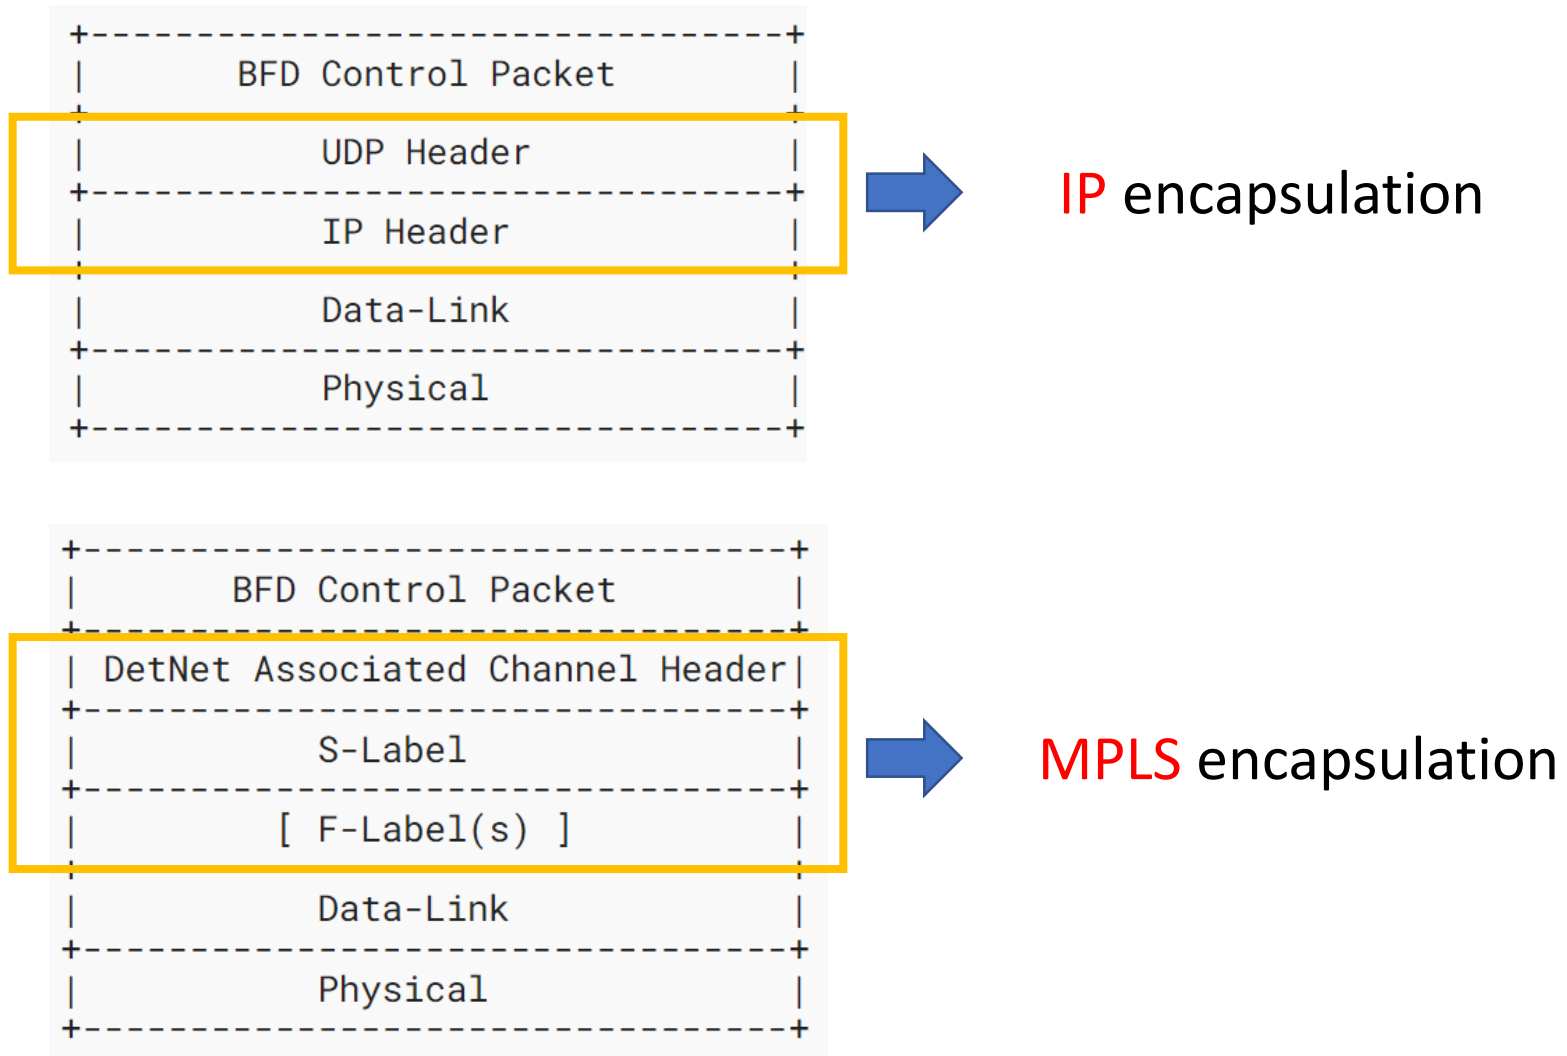 +---------------------------------+
|       BFD Control Packet        |
+---------------------------------+
|           UDP Header            |
+---------------------------------+
|           IP Header             |
+---------------------------------+
|           Data-Link             |
+---------------------------------+
|           Physical              |
+---------------------------------+
IP encapsulation
+---------------------------------+
|       BFD Control Packet        |
+---------------------------------+
| DetNet Associated Channel Header|
+---------------------------------+
|           S-Label               |
+---------------------------------+
|         [ F-Label(s) ]          |
+---------------------------------+
|           Data-Link             |
+---------------------------------+
|           Physical              |
+---------------------------------+
MPLS encapsulation